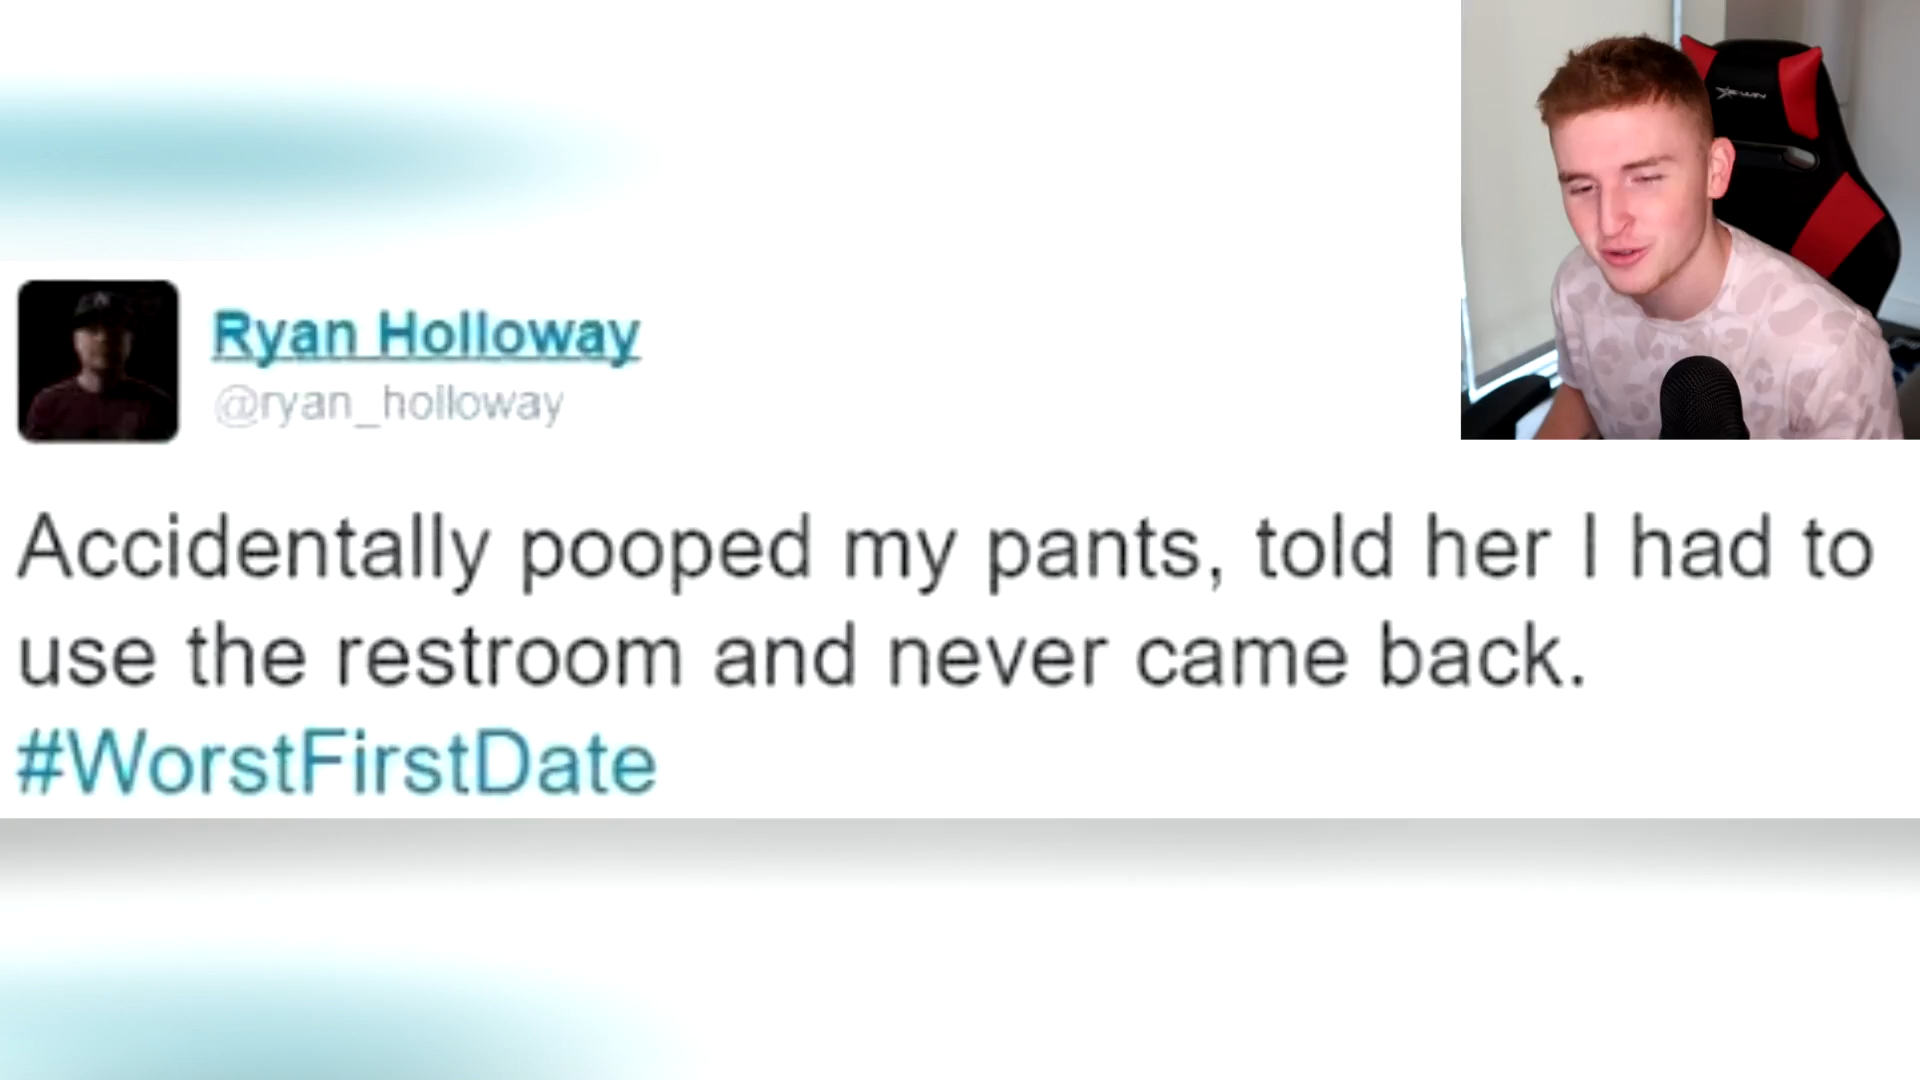 Ryan Holloway
@ryan_holloway
Accidentally pooped my pants, told her I had to
use the restroom and never came back.
#WorstFirstDate